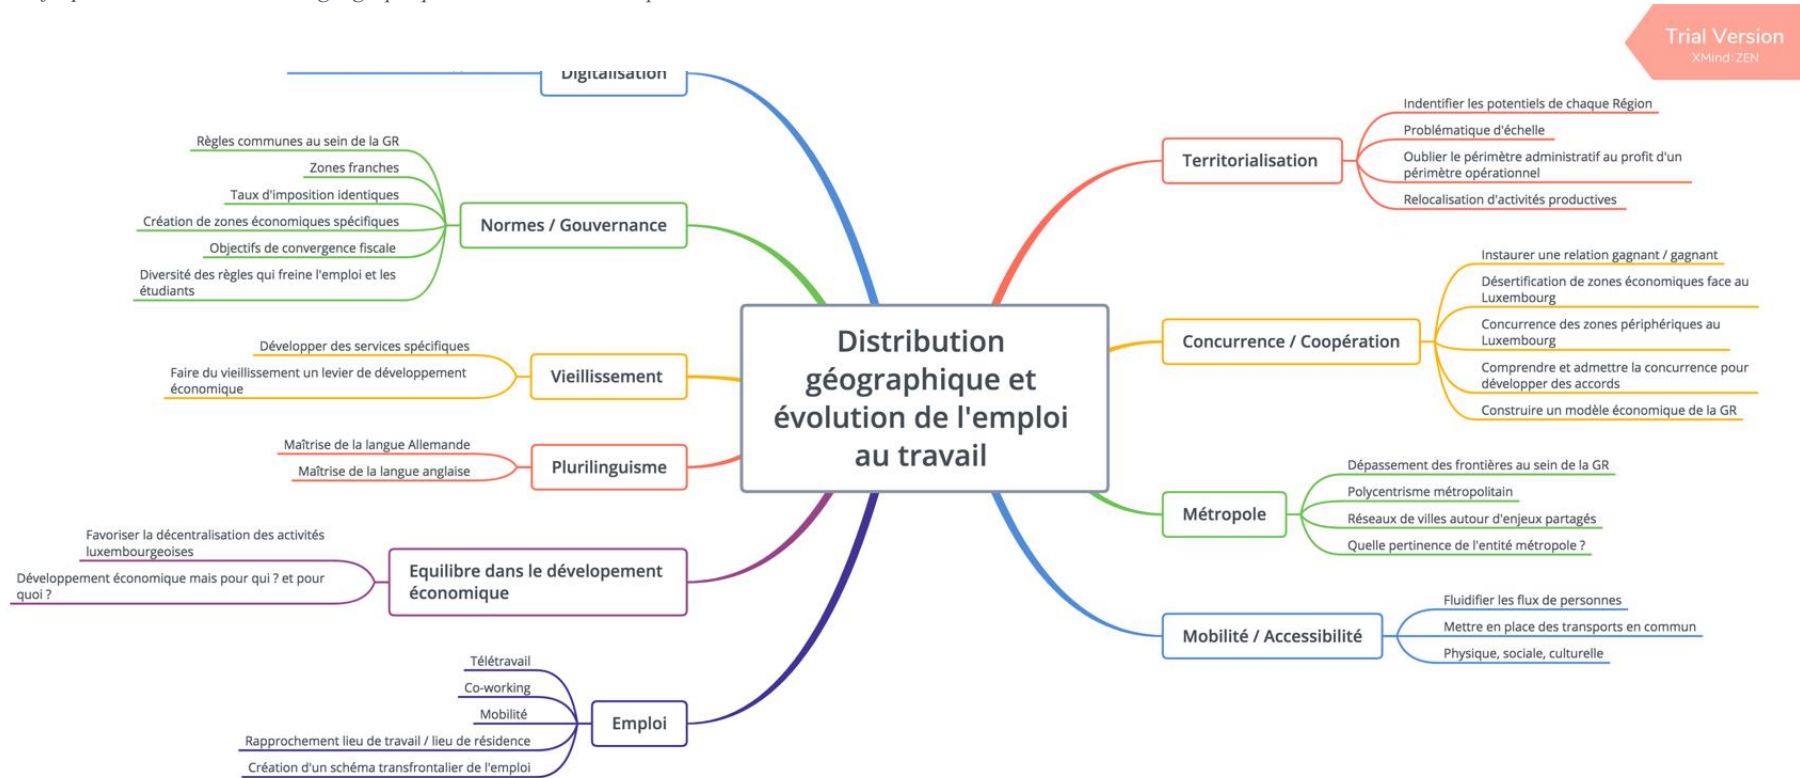 Trial Version
XMind:ZEN
Digitalisation
Règles communes au sein de la GR
Zones franches
Taux d'imposition identiques
Création de zones économiques spécifiques
Objectifs de convergence fiscale
Diversité des règles qui freine l'emploi et les
étudiants
Normes / Gouvernance
Développer des services spécifiques
Faire du vieillissement un levier de développement
économique
Vieillissement
Maîtrise de la langue Allemande
Maîtrise de la langue anglaise
Plurilinguisme
Favoriser la décentralisation des activités
luxembourgeoises
Développement économique mais pour qui ? et pour
quoi ?
Equilibre dans le dévelopement
économique
Télétravail
Co-working
Mobilité
Rapprochement lieu de travail / lieu de résidence
Création d'un schéma transfrontalier de l'emploi
Emploi
Distribution
géographique et
évolution de l'emploi
au travail
Territorialisation
Indentifier les potentiels de chaque Région
Problématique d'échelle
Oublier le périmètre administratif au profit d'un
périmètre opérationnel
Relocalisation d'activités productives
Concurrence / Coopération
Instaurer une relation gagnant / gagnant
Désertification de zones économiques face au
Luxembourg
Concurrence des zones périphériques au
Luxembourg
Comprendre et admettre la concurrence pour
développer des accords
Construire un modèle économique de la GR
Métropole
Dépassement des frontières au sein de la GR
Polycentrisme métropolitain
Réseaux de villes autour d'enjeux partagés
Quelle pertinence de l'entité métropole ?
Mobilité / Accessibilité
Fluidifier les flux de personnes
Mettre en place des transports en commun
Physique, sociale, culturelle